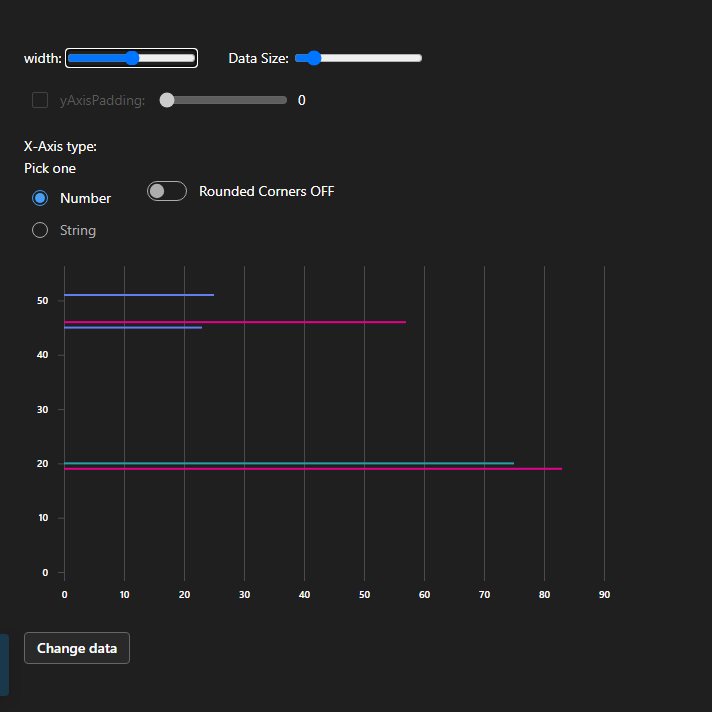 width: Data Size:
yAxisPadding: 0
X-Axis type:
Pick one
Number
Rounded Corners OFF
String
50
40
30
20
10
0
0 10 20 30 40 50 60 70 80 90
Change data